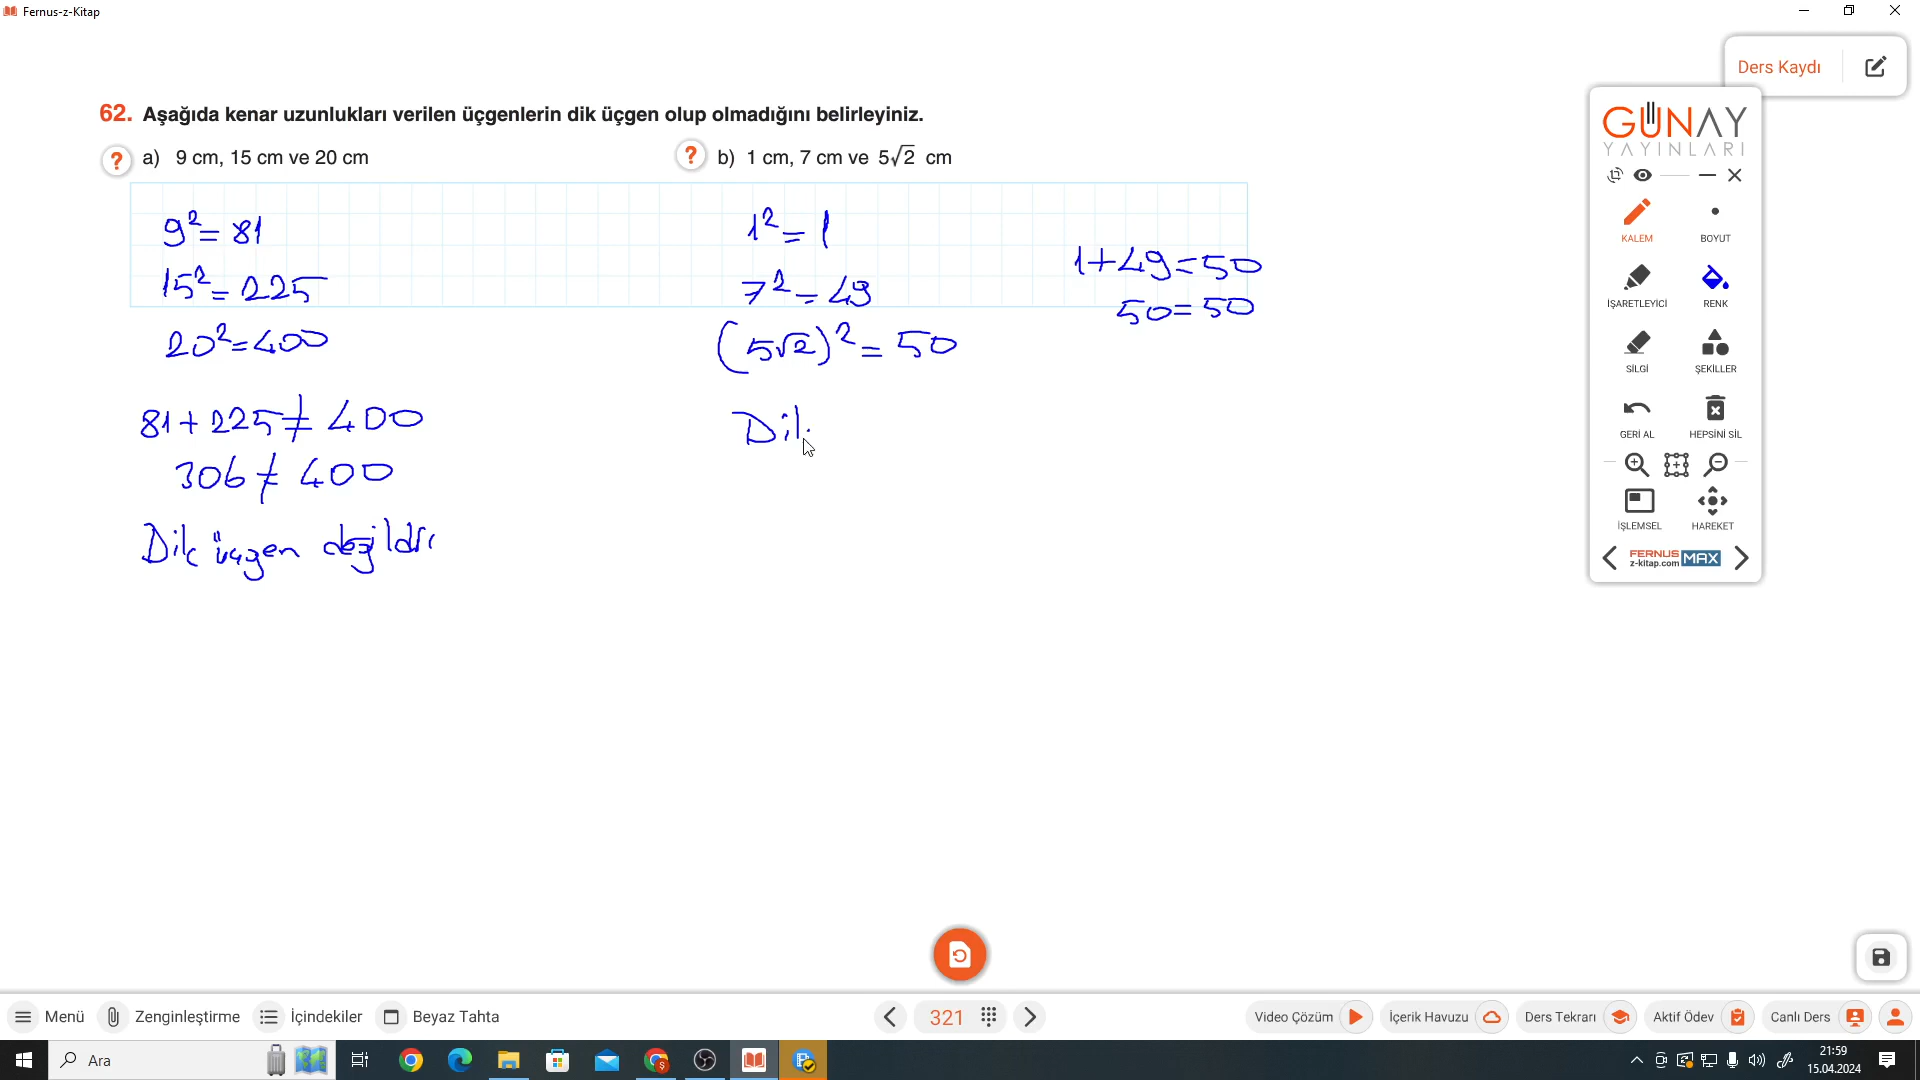 Fernus-z-Kitap
Ders Kaydı
62. Aşağıda kenar uzunlukları verilen üçgenlerin dik üçgen olup olmadığını belirleyiniz.
? a) 9 cm, 15 cm ve 20 cm
? b) 1 cm, 7 cm ve 5√2 cm
9² = 81
15² = 225
20² = 400
81 + 225 ≠ 400
306 ≠ 400
Dik üçgen değildir
1² = 1
7² = 49
(5√2)² = 50
1 + 49 = 50
50 = 50
GÜNAY
YAYINLARI
KALEM
BOYUT
İŞARETLEYİCİ
RENK
SİLGİ
ŞEKİLLER
GERİ AL
HEPSİNİ SİL
İŞLEMSEL
HAREKET
FERNUS
z-kitap.com MAX
Menü
Zenginleştirme
İçindekiler
Beyaz Tahta
321
Video Çözüm
İçerik Havuzu
Ders Tekrarı
Aktif Ödev
Canlı Ders
Ara
21:59
15.04.2024